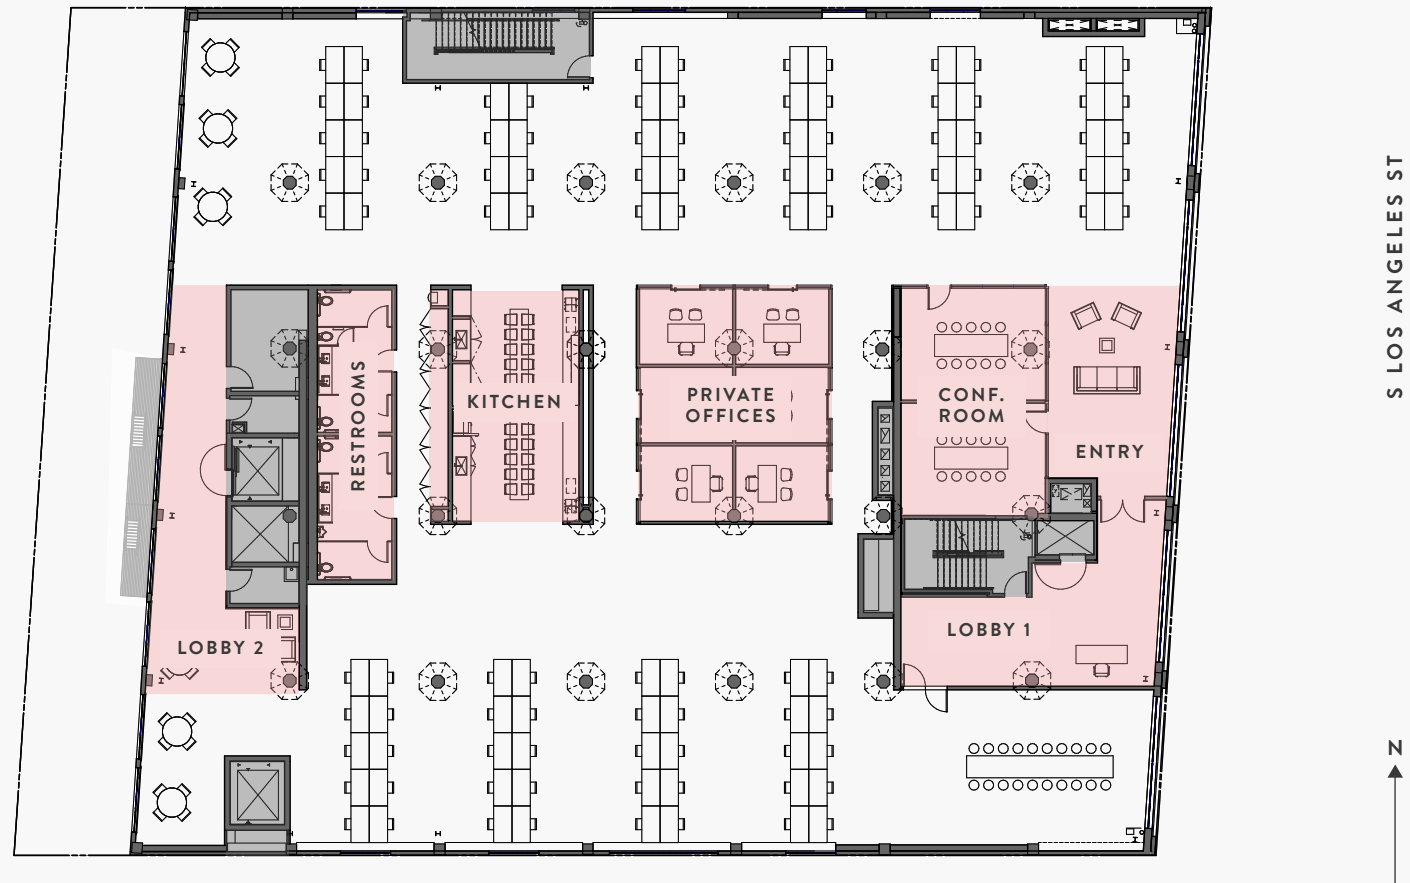 S LOS ANGELES ST
RESTROOMS
KITCHEN
PRIVATE
OFFICES
CONF.
ROOM
ENTRY
LOBBY 2
LOBBY 1
N